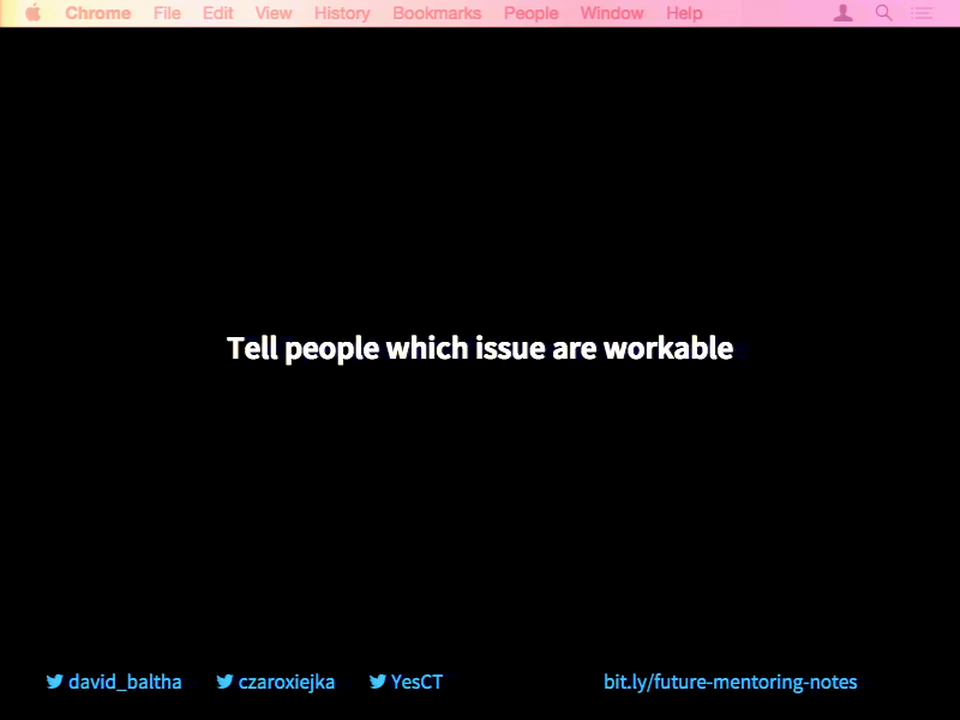 Chrome File Edit View History Bookmarks People Window Help
Tell people which issue are workable
david_baltha czaroxiejka YesCT bit.ly/future-mentoring-notes